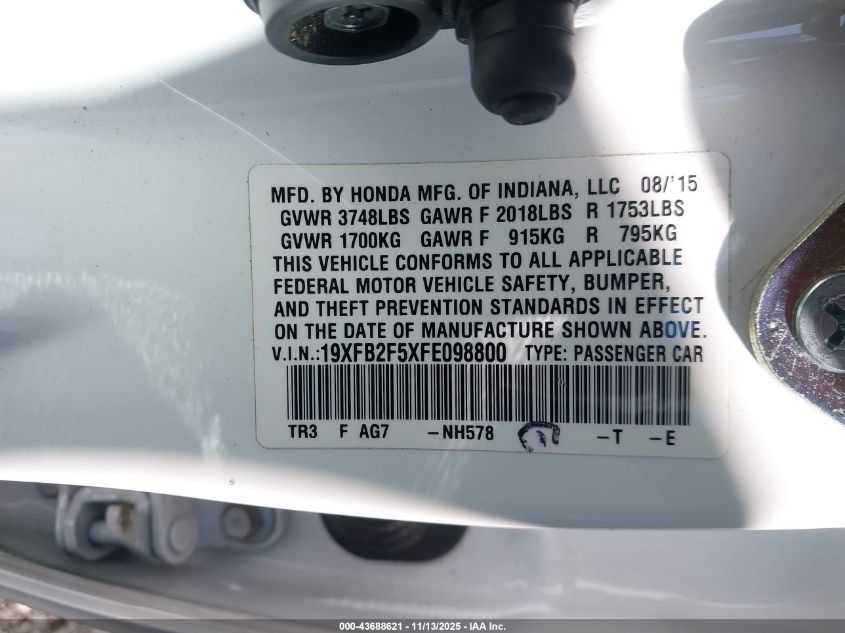 MFD. BY HONDA MFG. OF INDIANA, LLC 08/'15
GVWR 3748LBS GAWR F 2018LBS R 1753LBS
GVWR 1700KG GAWR F 915KG R 795KG
THIS VEHICLE CONFORMS TO ALL APPLICABLE
FEDERAL MOTOR VEHICLE SAFETY, BUMPER,
AND THEFT PREVENTION STANDARDS IN EFFECT
ON THE DATE OF MANUFACTURE SHOWN ABOVE.
V.I.N.:19XFB2F5XFE098800 TYPE: PASSENGER CAR
TR3 F AG7 -NH578 -T -E
000-43688621 - 11/13/2025 - IAA Inc.